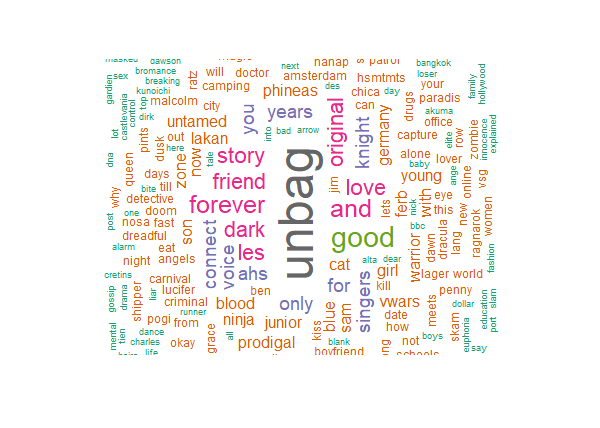 masked
dawson
magic
next
nanap
s
patrol
bangkok
bromance
ratz
will
doctor
amsterdam
hsmtmts
loser
family
hollywood
sex
breaking
kunoichi
camping
phineas
des
chica
day
your
paradis
garden
castlevania
control
top
malcolm
city
you
years
original
can
drugs
akuma
office
dirk
untamed
into
bad
arrow
knight
germany
capture
elite
row
innocence
explained
lot
pints
dusk
out
lakan
zone
here
now
tale
story
unbag
alone
baby
lover
zombie
online
dna
queen
days
till
friend
jim
love
young
ange
ysg
why
bite
detective
forever
and
lets
ferb
nick
with
eye
this
new
women
post
one
doom
nosa
fast
son
dark
good
bbc
dracula
lang
ragnarok
alarm
dreadful
eat
connect
voice
les
alta
dear
warrior
dawn
fashion
night
angels
ahs
cat
girl
lager
world
cretins
carnival
ben
for
kill
gossip
drama
shipper
liar
lucifer
criminal
blood
only
singers
vwars
penny
dollar
education
port
siam
pogi
from
runner
ninja
junior
blue
sam
date
how
meets
skam
euphoria
mental
tien
dance
charles
okay
grace
all
prodigal
kiss
blank
boyfriend
not
boys
say
life
schools